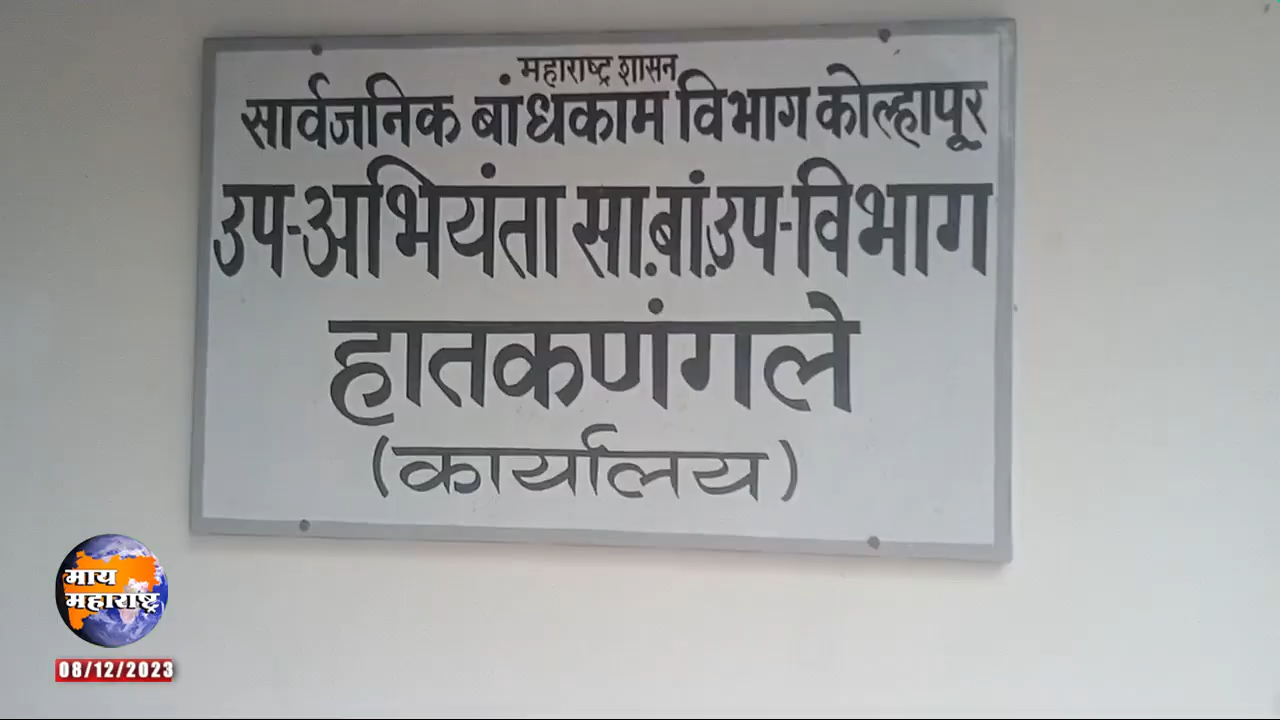 महाराष्ट्र शासन
सार्वजनिक बांधकाम विभाग कोल्हापूर
उप-अभियंता सा.बां.उप-विभाग
हातकणंगले
(कार्यालय)
माय
महाराष्ट्र
08/12/2023